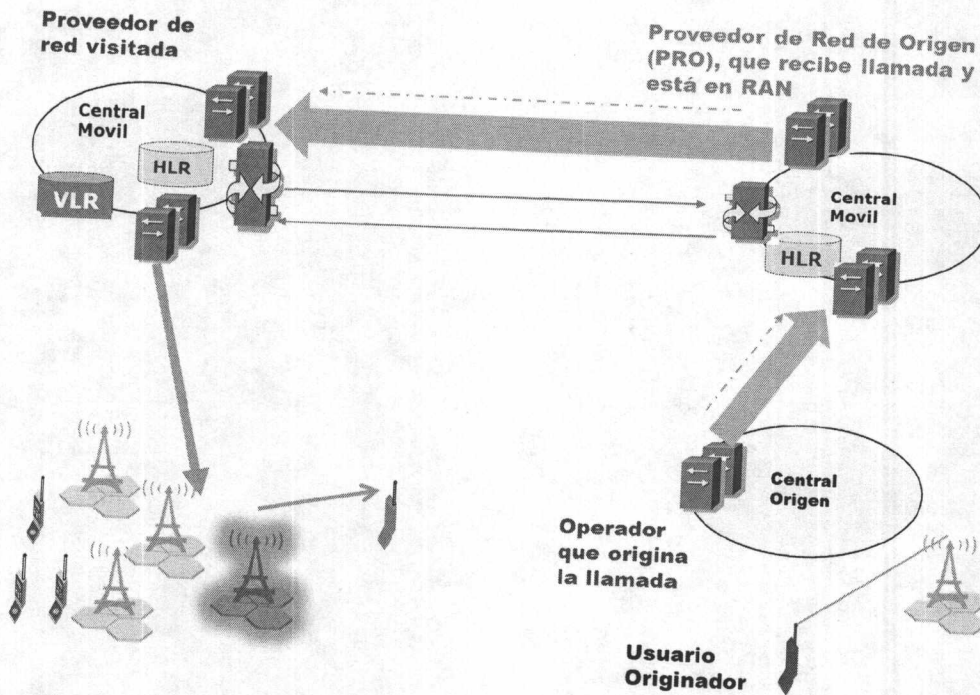 Proveedor de
red visitada
Proveedor de Red de Origen
(PRO), que recibe llamada y
está en RAN
Central
Movil
HLR
VLR
Central
Movil
HLR
Central
Origen
Operador
que origina
la llamada
Usuario
Originador